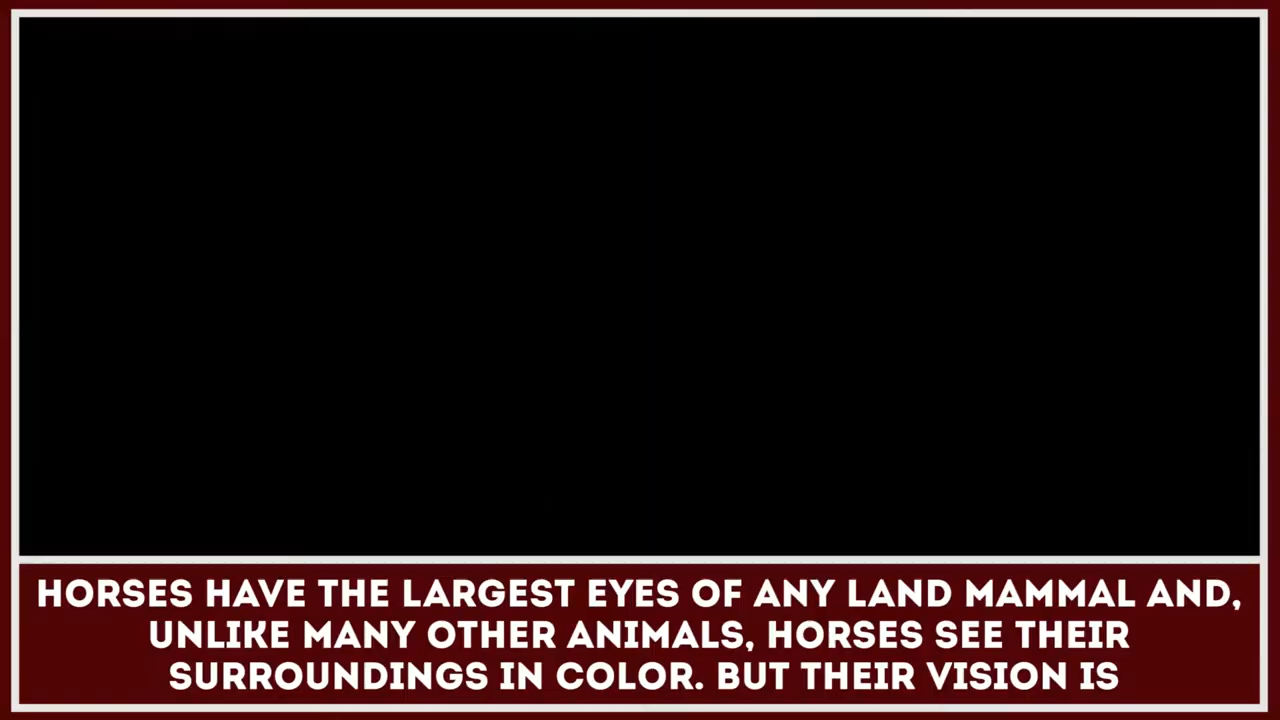 HORSES HAVE THE LARGEST EYES OF ANY LAND MAMMAL AND,
UNLIKE MANY OTHER ANIMALS, HORSES SEE THEIR
SURROUNDINGS IN COLOR. BUT THEIR VISION IS